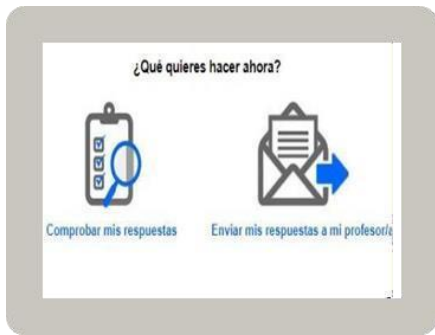 ¿Qué quieres hacer ahora?
Comprobar mis respuestas
Enviar mis respuestas a mi profesor/a